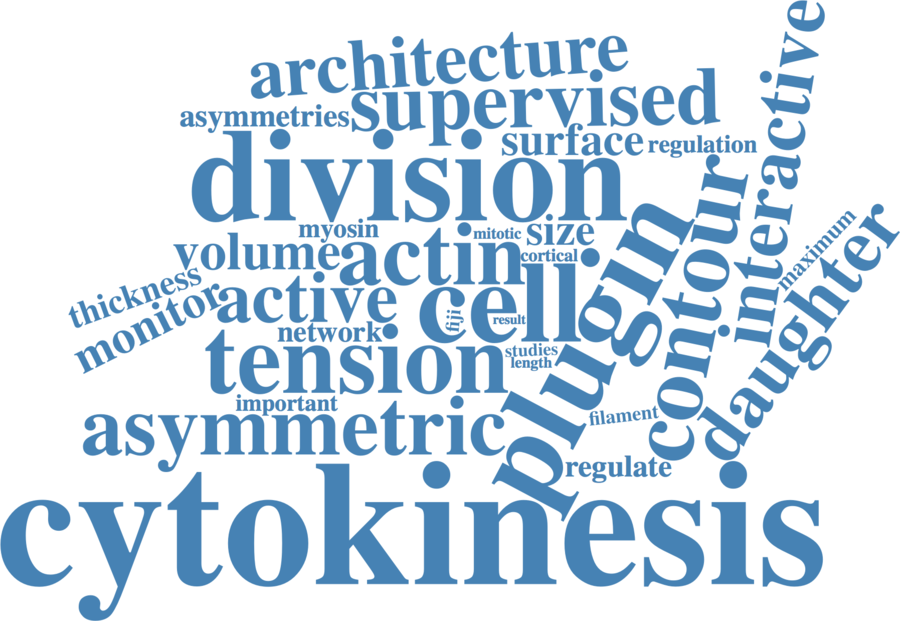 architecture
supervised
asymmetries
surface
regulation
division
interactive
myosin
mitotic
size
volume
actin
cortical
contour
maximum
thickness
monitor
active
cell
fiji
result
plugin
daughter
network
tension
studies
length
important
asymmetric
filament
regulate
cytokinesis